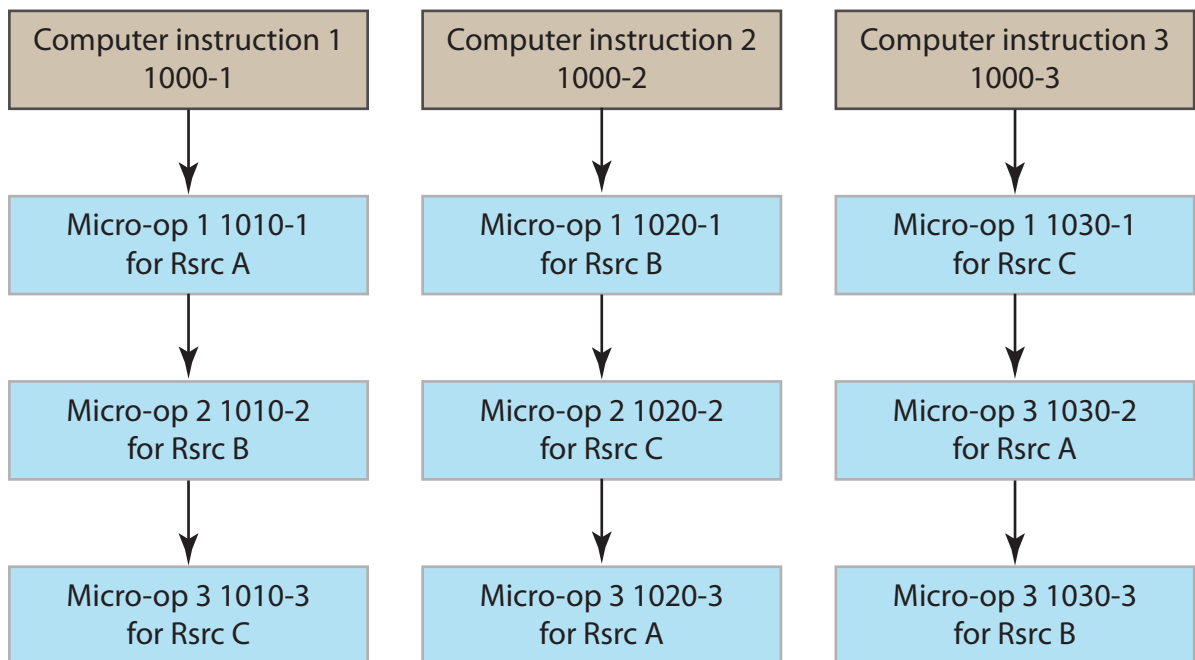 Computer instruction 1
1000-1
Computer instruction 2
1000-2
Computer instruction 3
1000-3
Micro-op 1 1010-1
for Rsrc A
Micro-op 1 1020-1
for Rsrc B
Micro-op 1 1030-1
for Rsrc C
Micro-op 2 1010-2
for Rsrc B
Micro-op 2 1020-2
for Rsrc C
Micro-op 3 1030-2
for Rsrc A
Micro-op 3 1010-3
for Rsrc C
Micro-op 3 1020-3
for Rsrc A
Micro-op 3 1030-3
for Rsrc B